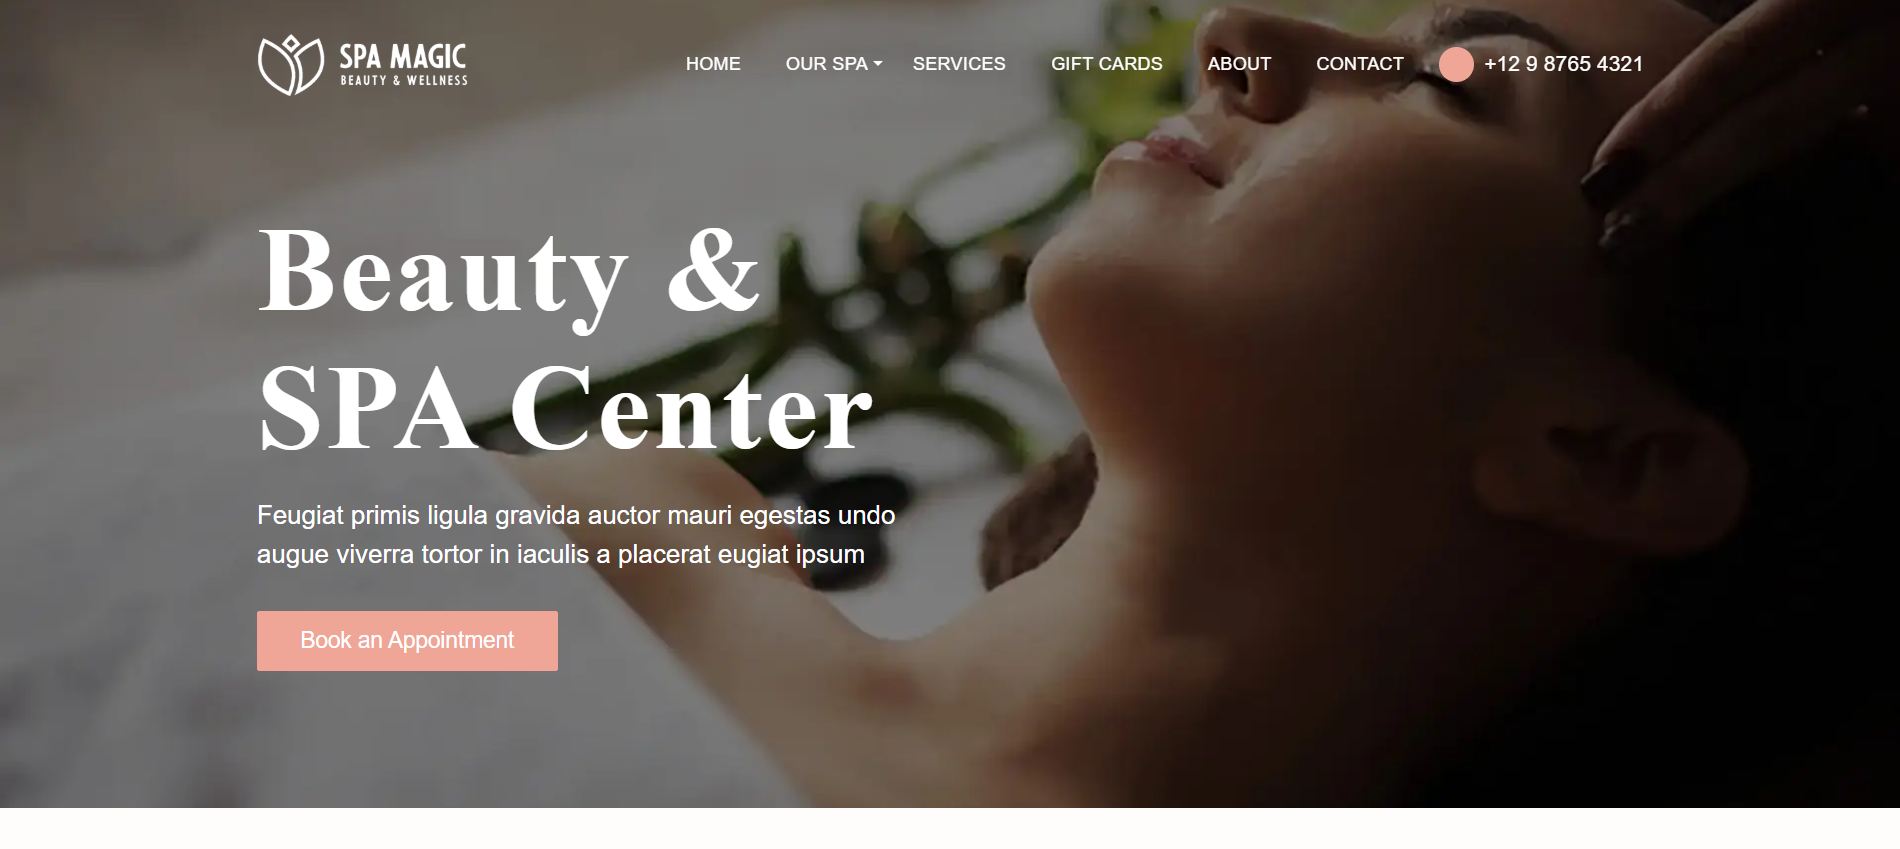 SPA MAGIC
BEAUTY & WELLNESS
HOME OUR SPA SERVICES GIFT CARDS ABOUT CONTACT +12 9 8765 4321
Beauty &
SPA Center
Feugiat primis ligula gravida auctor mauri egestas undo
augue viverra tortor in iaculis a placerat eugiat ipsum
Book an Appointment